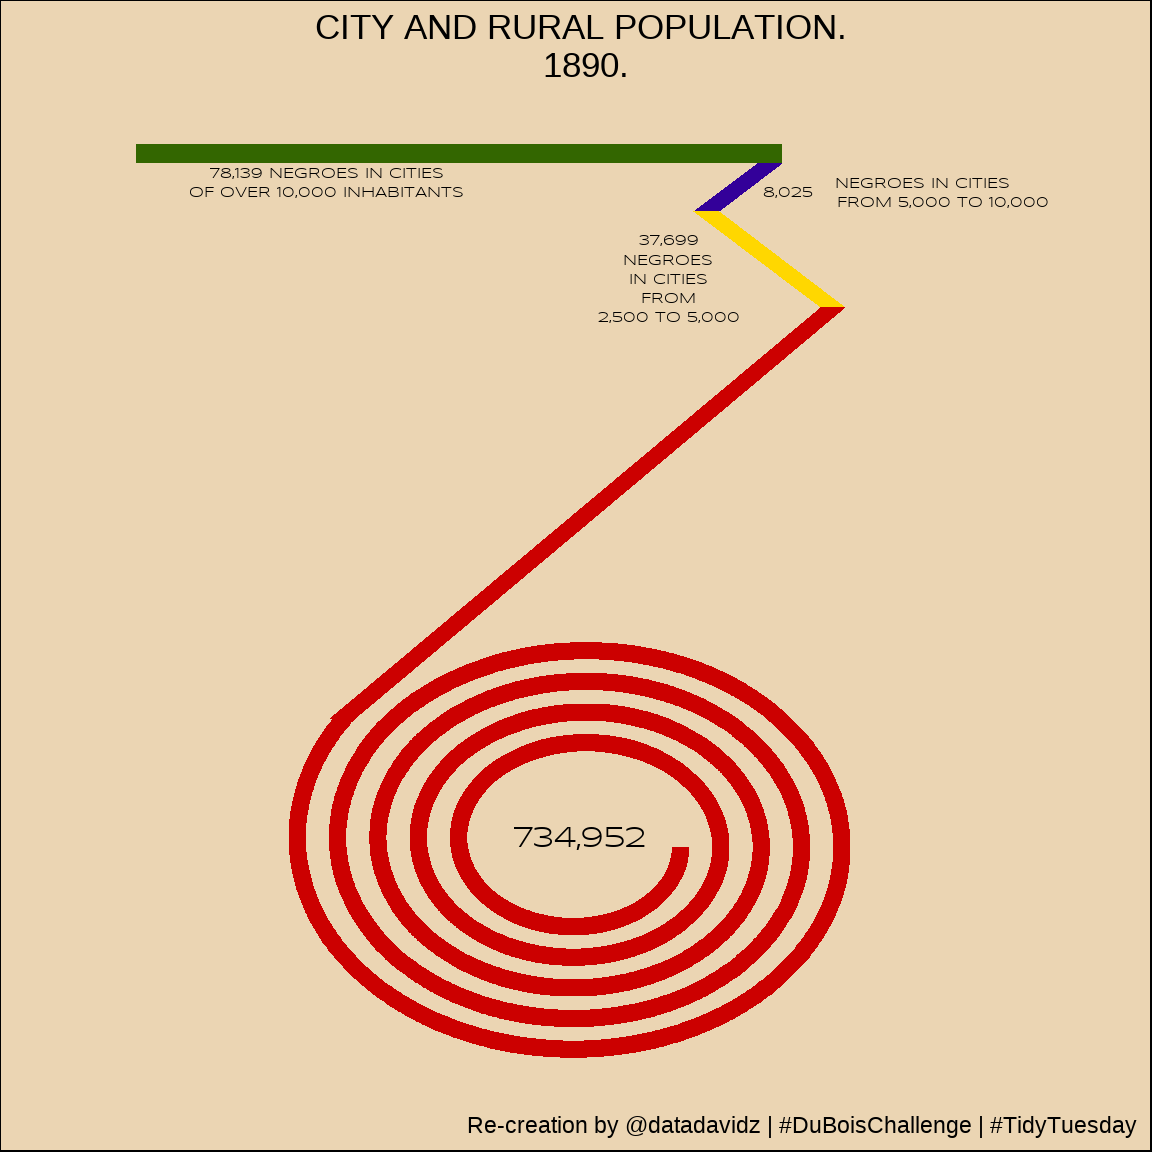 CITY AND RURAL POPULATION.
1890.
78,139 NEGROES IN CITIES
OF OVER 10,000 INHABITANTS
8,025
NEGROES IN CITIES
FROM 5,000 TO 10,000
37,699
NEGROES
IN CITIES
FROM
2,500 TO 5,000
734,952
Re-creation by @datadavidz | #DuBoisChallenge | #TidyTuesday